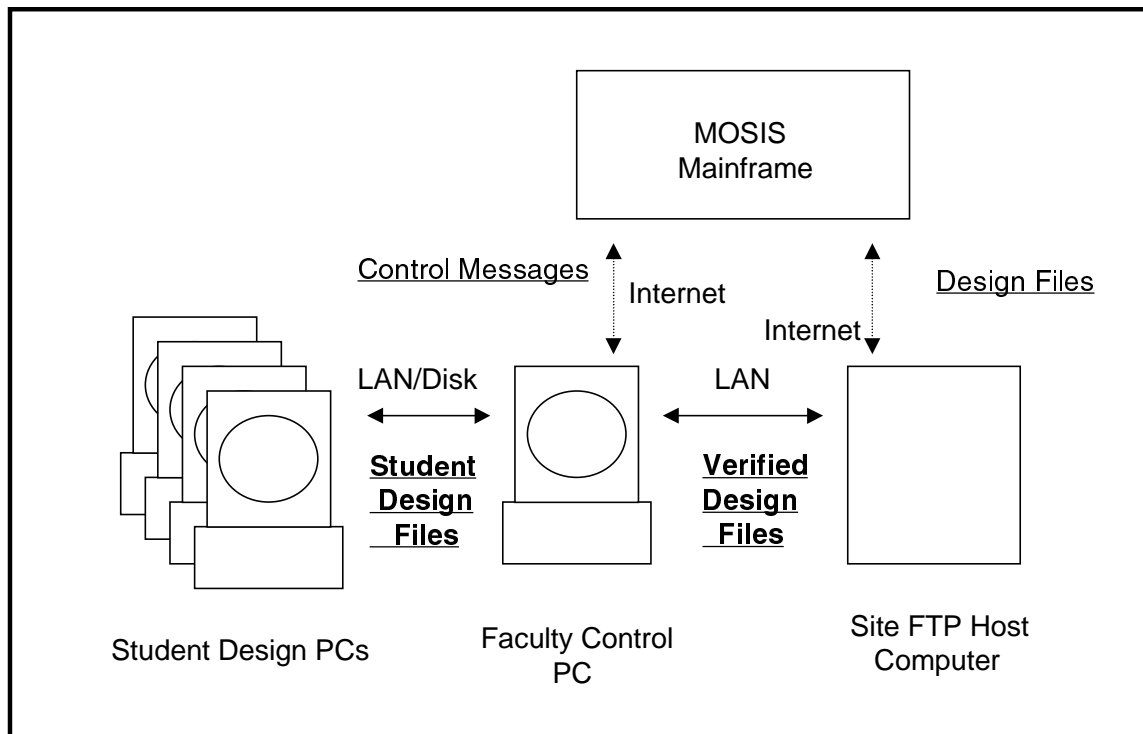 MOSIS
Mainframe
Control Messages
Internet
Design Files
Internet
LAN/Disk
LAN
Student
Design
Files
Verified
Design
Files
Student Design PCs
Faculty Control
PC
Site FTP Host
Computer